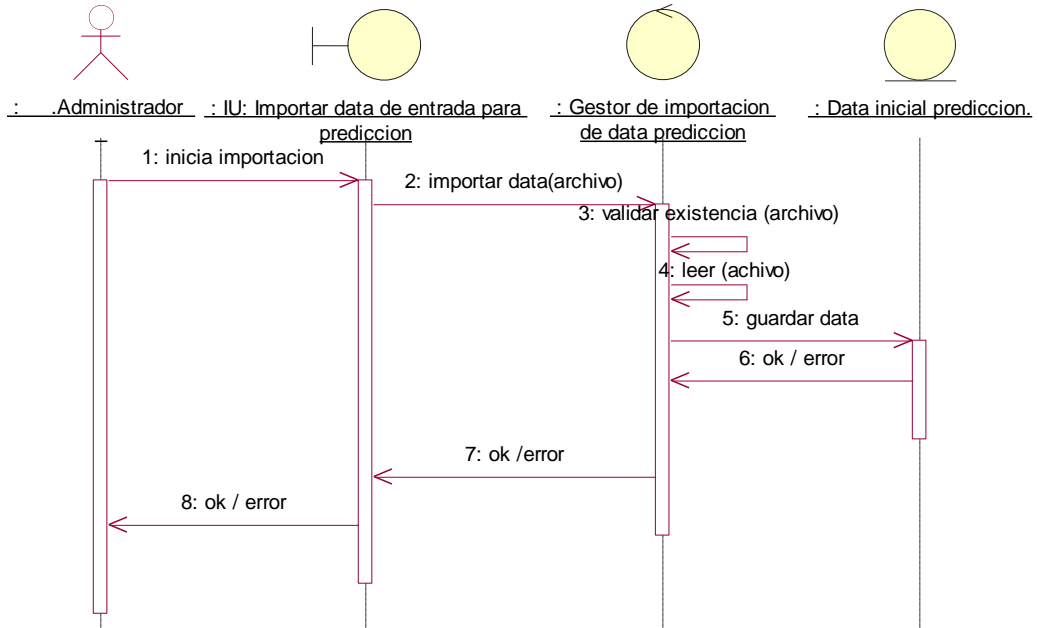 : .Administrador
: IU: Importar data de entrada para
prediccion
: Gestor de importacion
de data prediccion
: Data inicial prediccion.
1: inicia importacion
2: importar data(archivo)
3: validar existencia (archivo)
4: leer (achivo)
5: guardar data
6: ok / error
7: ok /error
8: ok / error